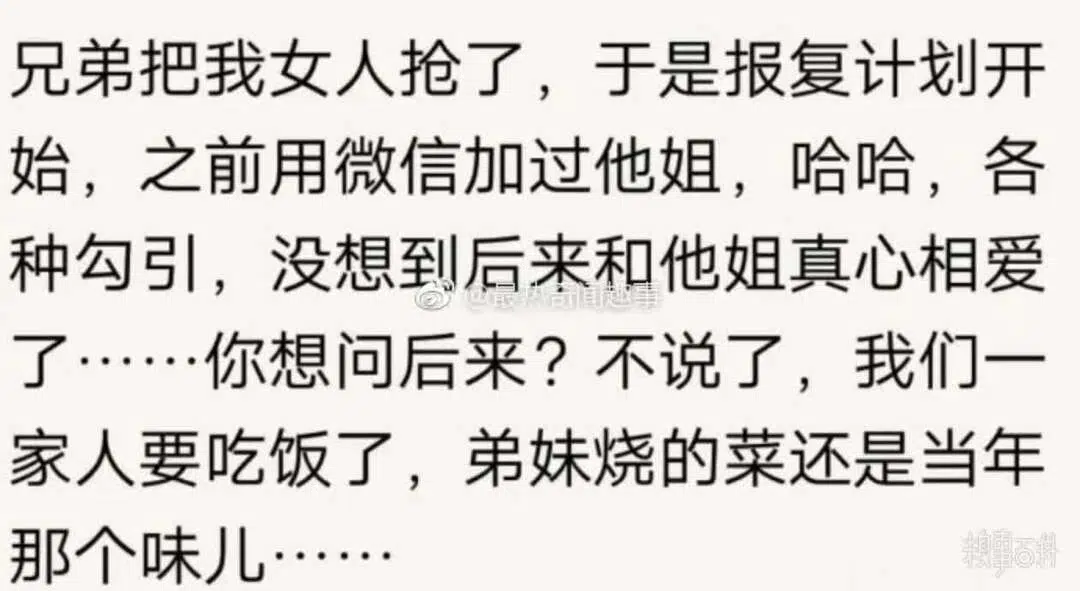 兄弟把我女人抢了，于是报复计划开
始，之前用微信加过他姐，哈哈，各
种勾引，没想到后来和他姐真心相爱
@最热奇闻趣事
了……你想问后来？不说了，我们一
家人要吃饭了，弟妹烧的菜还是当年
那个味儿……
糗事百科